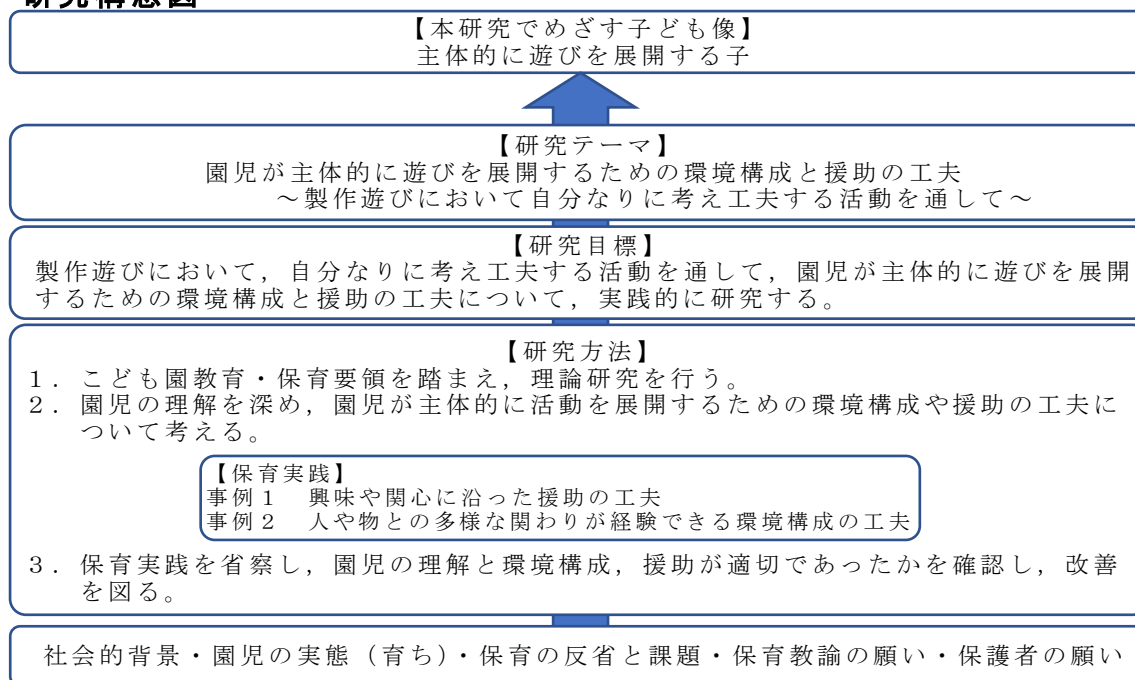 研究構想図
【本研究でめざす子ども像】
主体的に遊びを展開する子
【研究テーマ】
園児が主体的に遊びを展開するための環境構成と援助の工夫
～製作遊びにおいて自分なりに考え工夫する活動を通して～
【研究目標】
製作遊びにおいて，自分なりに考え工夫する活動を通して，園児が主体的に遊びを展開
するための環境構成と援助の工夫について，実践的に研究する。
【研究方法】
１．こども園教育・保育要領を踏まえ，理論研究を行う。
２．園児の理解を深め，園児が主体的に活動を展開するための環境構成や援助の工夫に
ついて考える。
【保育実践】
事例１　興味や関心に沿った援助の工夫
事例２　人や物との多様な関わりが経験できる環境構成の工夫
３．保育実践を省察し，園児の理解と環境構成，援助が適切であったかを確認し，改善
を図る。
社会的背景・園児の実態（育ち）・保育の反省と課題・保育教諭の願い・保護者の願い